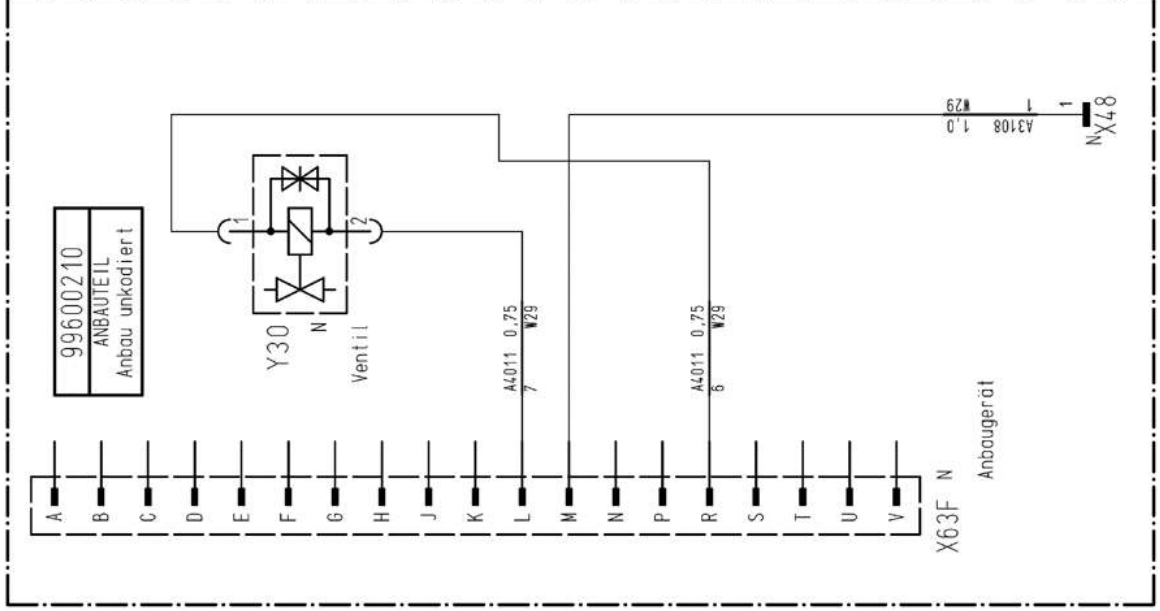 99600210
ANBAUTEIL
Anbau unkodiert
Y30
N
Ventil
1
2
W29
1,0
A3108
1
1
N
X48
A4011 0,75
7
W29
A4011 0,75
6
W29
A
B
C
D
E
F
G
H
J
K
L
M
N
P
R
S
T
U
V
X63F
N
Anbaugerät